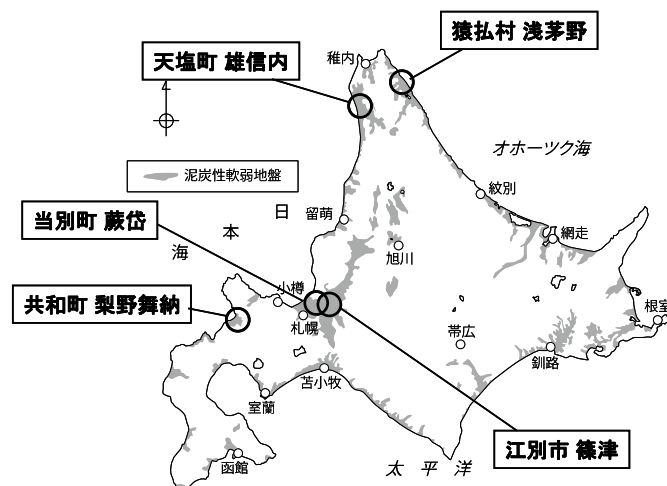 猿払村 浅茅野
天塩町 雄信内
稚内
オホーツク海
泥炭性軟弱地盤
紋別
当別町 蕨岱
日本海
留萌
網走
旭川
共和町 梨野舞納
小樽
札幌
根室
帯広
釧路
苫小牧
室蘭
江別市 篠津
函館
太平洋